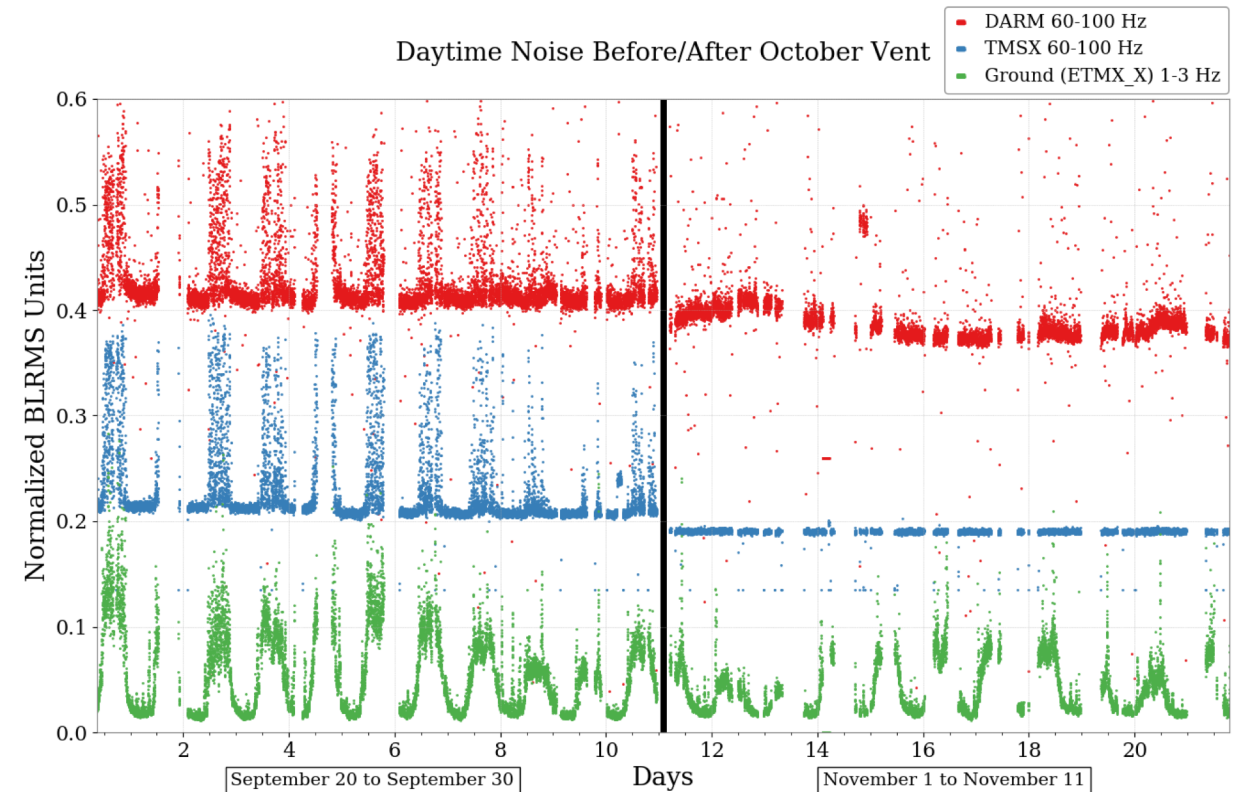 DARM 60-100 Hz
TMSX 60-100 Hz
Ground (ETMX_X) 1-3 Hz
Daytime Noise Before/After October Vent
Normalized BLRMS Units
0.6
0.5
0.4
0.3
0.2
0.1
0.0
2 4 6 8 10 12 14 16 18 20
September 20 to September 30
Days
November 1 to November 11